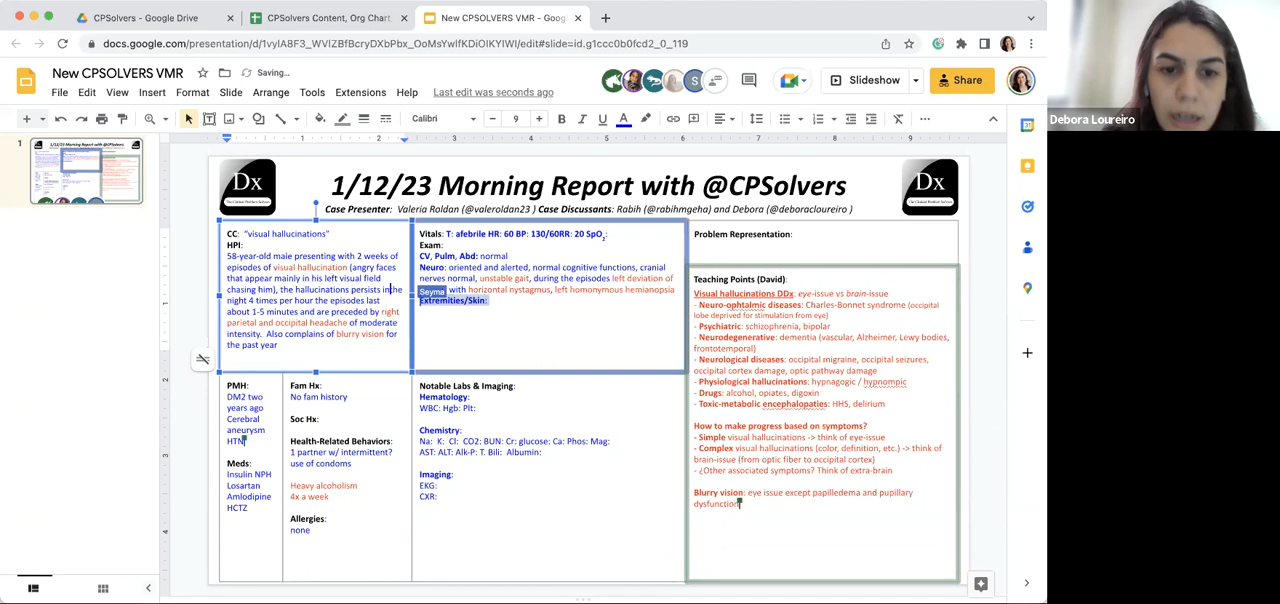 CPSolvers – Google Drive
CPSolvers Content, Org Chart,
New CPSOLVERS VMR - Goog
docs.google.com/presentation/d/1vylA8F3_WVIZBfBcryDXbPbx_OoMsYwlfKDiOIKYIWI/edit#slide=id.g1ccc0b0fcd2_0_119
New CPSOLVERS VMR
Saving...
File Edit View Insert Format Slide Arrange Tools Extensions Help Last edit was seconds ago
S
Slideshow
Share
Calibri
9
Debora Loureiro
1
1/12/23 Morning Report with @CPSolvers
Case Presenter: Valeria Roldan (@valeroldan23 ) Case Discussants: Rabih (@rabihmgeha) and Debora (@deboracloureiro )
Dx
The Clinical Problem Solvers
Dx
The Clinical Problem Solvers
CC: "visual hallucinations"
HPI:
58-year-old male presenting with 2 weeks of
episodes of visual hallucination (angry faces
that appear mainly in his left visual field
chasing him), the hallucinations persists in the
night 4 times per hour the episodes last
about 1-5 minutes and are preceded by right
parietal and occipital headache of moderate
intensity. Also complains of blurry vision for
the past year
Vitals: T: afebrile HR: 60 BP: 130/60RR: 20 SpO2:
Exam:
CV, Pulm, Abd: normal
Neuro: oriented and alerted, normal cognitive functions, cranial
nerves normal, unstable gait, during the episodes left deviation of
Seyma with horizontal nystagmus, left homonymous hemianopsia
Extremities/Skin:
Problem Representation:
Teaching Points (David):
Visual hallucinations DDx: eye-issue vs brain-issue
- Neuro-ophtalmic diseases: Charles-Bonnet syndrome (occipital
lobe deprived for stimulation from eye)
- Psychiatric: schizophrenia, bipolar
- Neurodegenerative: dementia (vascular, Alzheimer, Lewy bodies,
frontotemporal)
- Neurological diseases: occipital migraine, occipital seizures,
occipital cortex damage, optic pathway damage
- Physiological hallucinations: hypnagogic / hypnompic
- Drugs: alcohol, opiates, digoxin
- Toxic-metabolic encephalopaties: HHS, delirium
How to make progress based on symptoms?
- Simple visual hallucinations -> think of eye-issue
- Complex visual hallucinations (color, definition, etc.) -> think of
brain-issue (from optic fiber to occipital cortex)
- ¿Other associated symptoms? Think of extra-brain
Blurry vision: eye issue except papilledema and pupillary
dysfunction
PMH:
DM2 two
years ago
Cerebral
aneurysm
HTN
Meds:
Insulin NPH
Losartan
Amlodipine
HCTZ
Fam Hx:
No fam history
Soc Hx:
Health-Related Behaviors:
1 partner w/ intermittent?
use of condoms
Heavy alcoholism
4x a week
Allergies:
none
Notable Labs & Imaging:
Hematology:
WBC: Hgb: Plt:
Chemistry:
Na: K: Cl: CO2: BUN: Cr: glucose: Ca: Phos: Mag:
AST: ALT: Alk-P: T. Bili: Albumin:
Imaging:
EKG:
CXR: